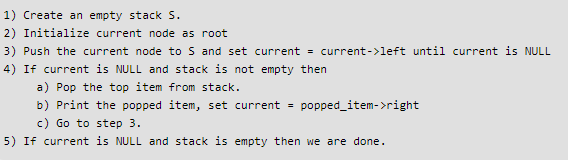 1) Create an empty stack S.
2) Initialize current node as root
3) Push the current node to S and set current = current->left until current is NULL
4) If current is NULL and stack is not empty then
a) Pop the top item from stack.
b) Print the popped item, set current = popped_item->right
c) Go to step 3.
5) If current is NULL and stack is empty then we are done.